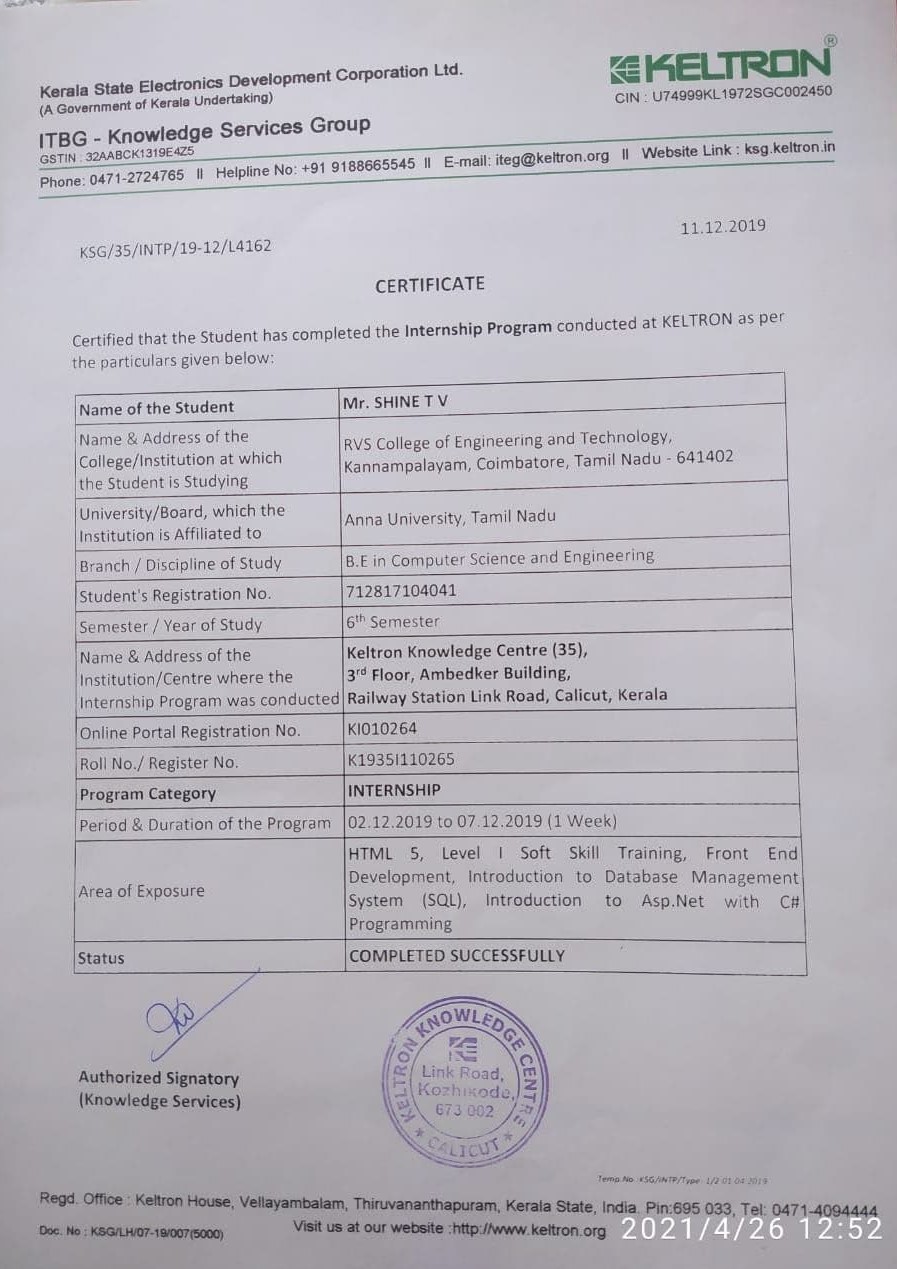 Kerala State Electronics Development Corporation Ltd.
(A Government of Kerala Undertaking)
KELTRON®
CIN : U74999KL1972SGC002450
ITBG - Knowledge Services Group
GSTIN : 32AABCK1319E4Z5
Phone: 0471-2724765 II Helpline No: +91 9188665545 II E-mail: iteg@keltron.org II Website Link : ksg.keltron.in
KSG/35/INTP/19-12/L4162
11.12.2019
CERTIFICATE
Certified that the Student has completed the Internship Program conducted at KELTRON as per
the particulars given below:
Name of the Student
Mr. SHINE T V
Name & Address of the
College/Institution at which
the Student is Studying
RVS College of Engineering and Technology,
Kannampalayam, Coimbatore, Tamil Nadu - 641402
University/Board, which the
Institution is Affiliated to
Anna University, Tamil Nadu
Branch / Discipline of Study
B.E in Computer Science and Engineering
Student's Registration No.
712817104041
Semester / Year of Study
6th Semester
Name & Address of the
Institution/Centre where the
Internship Program was conducted
Keltron Knowledge Centre (35),
3rd Floor, Ambedker Building,
Railway Station Link Road, Calicut, Kerala
Online Portal Registration No.
KI010264
Roll No./ Register No.
K1935I110265
Program Category
INTERNSHIP
Period & Duration of the Program
02.12.2019 to 07.12.2019 (1 Week)
Area of Exposure
HTML 5, Level I Soft Skill Training, Front End
Development, Introduction to Database Management
System (SQL), Introduction to Asp.Net with C#
Programming
Status
COMPLETED SUCCESSFULLY
Authorized Signatory
(Knowledge Services)
KELTRON KNOWLEDGE CENTRE
Link Road,
Kozhikode,
673 002
* CALICUT *
Temp.No :KSG/INTP/Type 1/2 01 04 2019
Regd. Office : Keltron House, Vellayambalam, Thiruvananthapuram, Kerala State, India. Pin:695 033, Tel: 0471-4094444
Doc. No : KSG/LH/07-19/007(5000)
Visit us at our website :http://www.keltron.org
2021/4/26 12:52